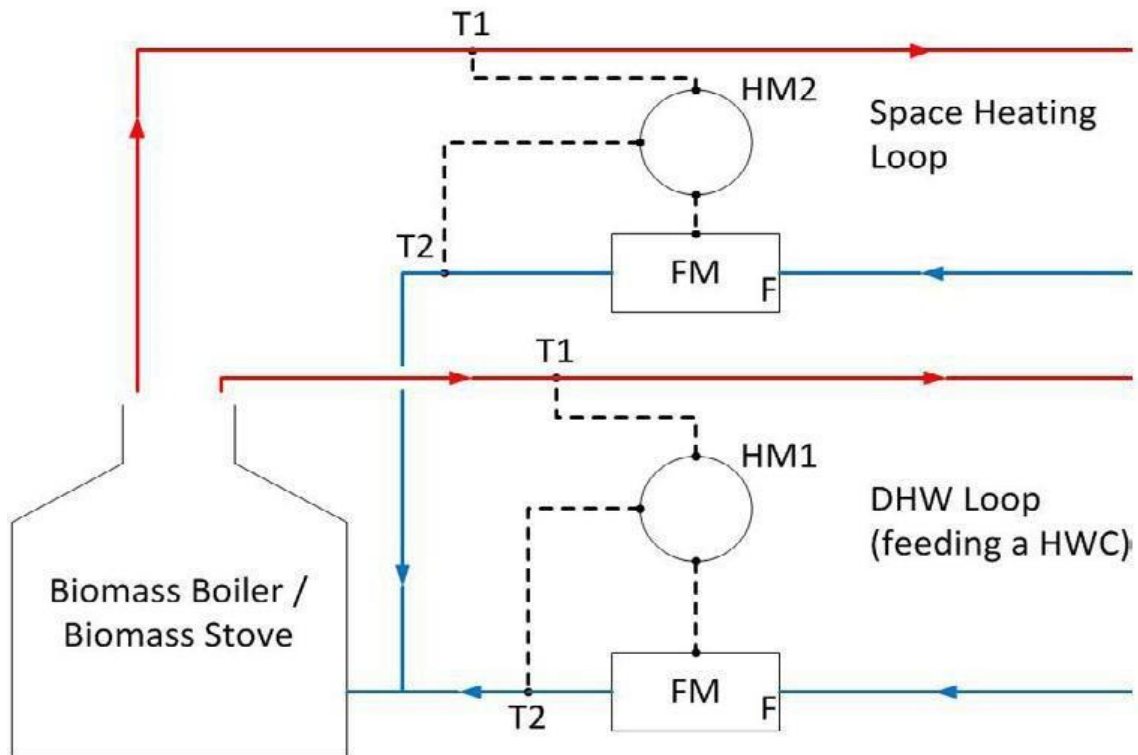 T1
HM2
Space Heating
Loop
T2
FM
F
T1
HM1
DHW Loop
(feeding a HWC)
Biomass Boiler /
Biomass Stove
FM
F
T2